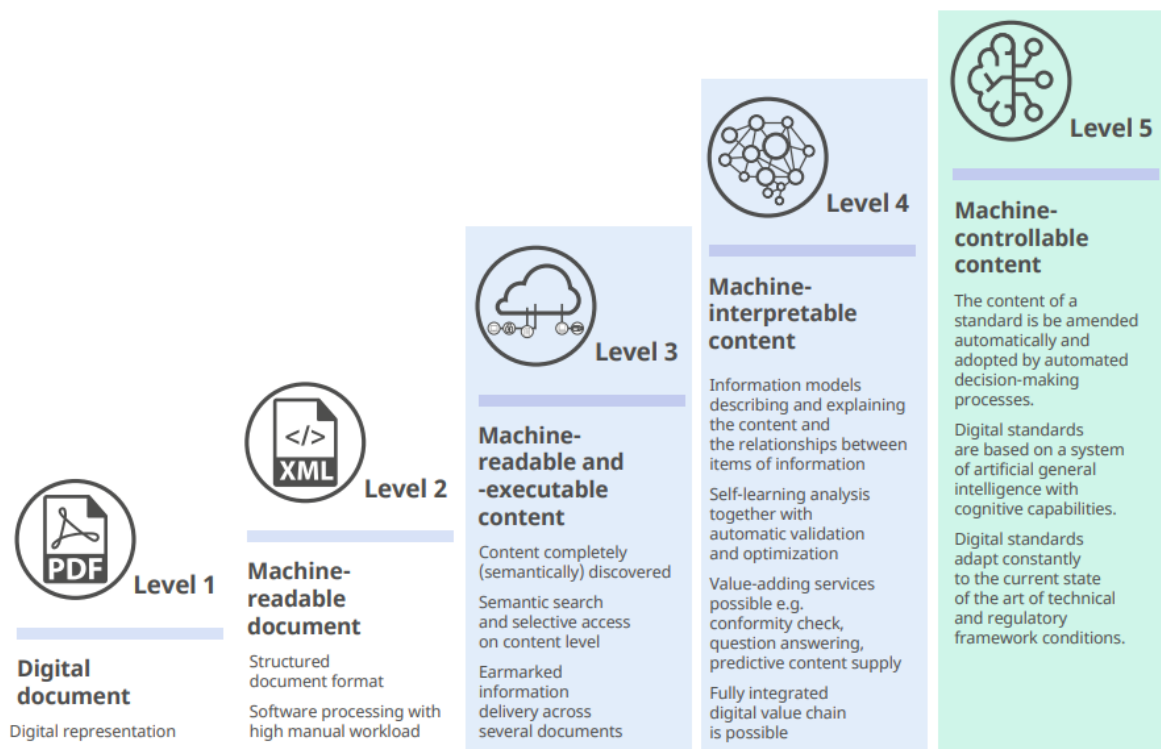 PDF
Level 1
Digital
document
Digital representation
</>
XML
Level 2
Machine-
readable
document
Structured
document format
Software processing with
high manual workload
Level 3
Machine-
readable and
-executable
content
Content completely
(semantically) discovered
Semantic search
and selective access
on content level
Earmarked
information
delivery across
several documents
Level 4
Machine-
interpretable
content
Information models
describing and explaining
the content and
the relationships between
items of information
Self-learning analysis
together with
automatic validation
and optimization
Value-adding services
possible e.g.
conformity check,
question answering,
predictive content supply
Fully integrated
digital value chain
is possible
Level 5
Machine-
controllable
content
The content of a
standard is be amended
automatically and
adopted by automated
decision-making
processes.
Digital standards
are based on a system
of artificial general
intelligence with
cognitive capabilities.
Digital standards
adapt constantly
to the current state
of the art of technical
and regulatory
framework conditions.